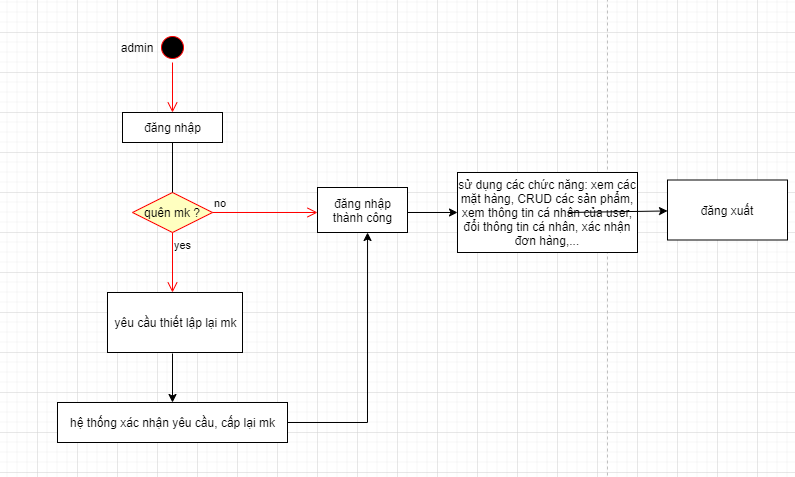 admin
đăng nhập
quên mk ?
no
yes
đăng nhập
thành công
sử dụng các chức năng: xem các
mặt hàng, CRUD các sản phẩm,
xem thông tin cá nhân của user,
đổi thông tin cá nhân, xác nhận
đơn hàng,...
đăng xuất
yêu cầu thiết lập lại mk
hệ thống xác nhận yêu cầu, cấp lại mk